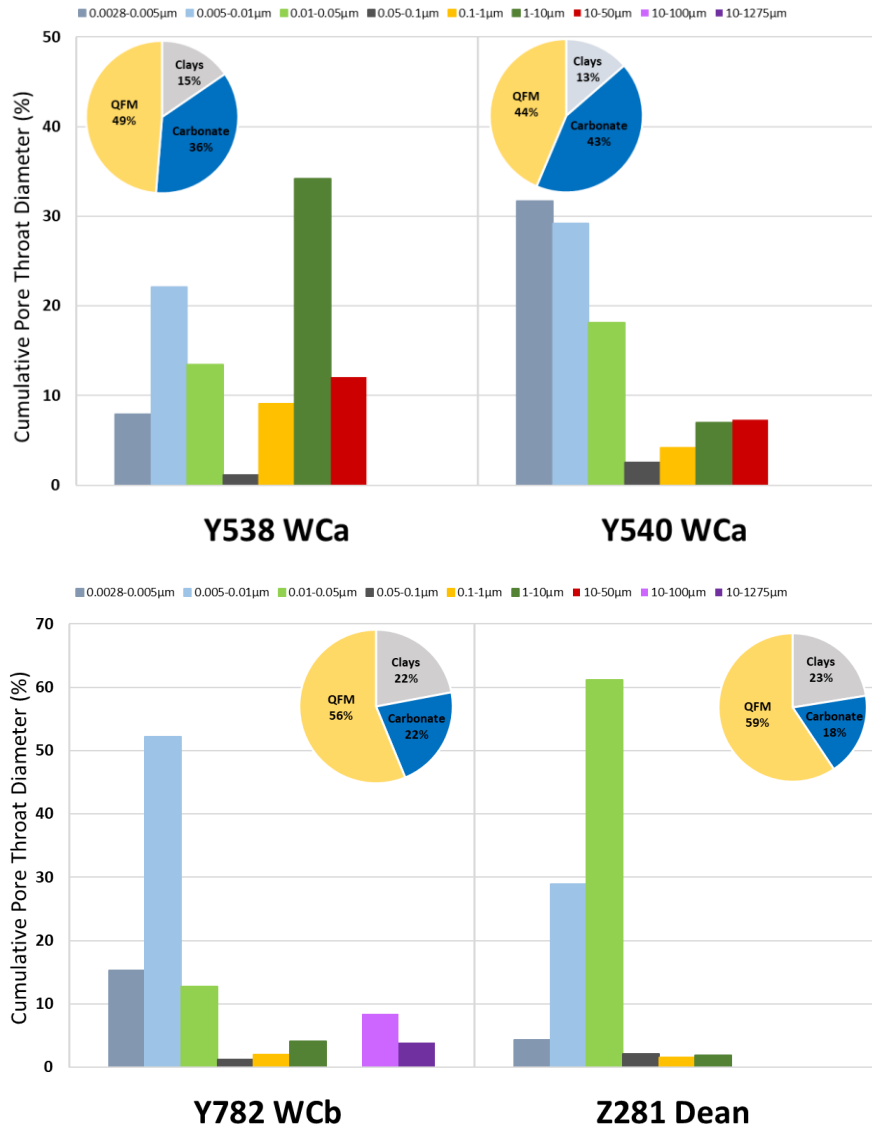 0.0028-0.005µm 0.005-0.01µm 0.01-0.05µm 0.05-0.1µm 0.1-1µm 1-10µm 10-50µm 10-100µm 10-1275µm
Cumulative Pore Throat Diameter (%)
50
40
30
20
10
0
Clays
15%
QFM
49%
Carbonate
36%
Clays
13%
QFM
44%
Carbonate
43%
Y538 WCa Y540 WCa
0.0028-0.005µm 0.005-0.01µm 0.01-0.05µm 0.05-0.1µm 0.1-1µm 1-10µm 10-50µm 10-100µm 10-1275µm
Cumulative Pore Throat Diameter (%)
70
60
50
40
30
20
10
0
Clays
22%
QFM
56%
Carbonate
22%
Clays
23%
QFM
59%
Carbonate
18%
Y782 WCb Z281 Dean